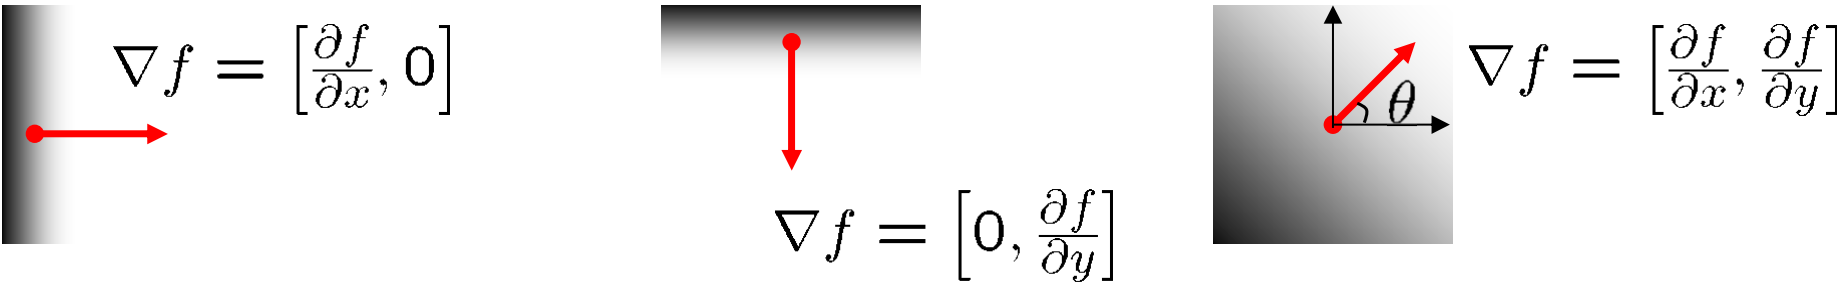 ∇f = [∂f/∂x, 0]
∇f = [0, ∂f/∂y]
θ
∇f = [∂f/∂x, ∂f/∂y]